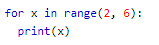 for x in range(2, 6):
  print(x)